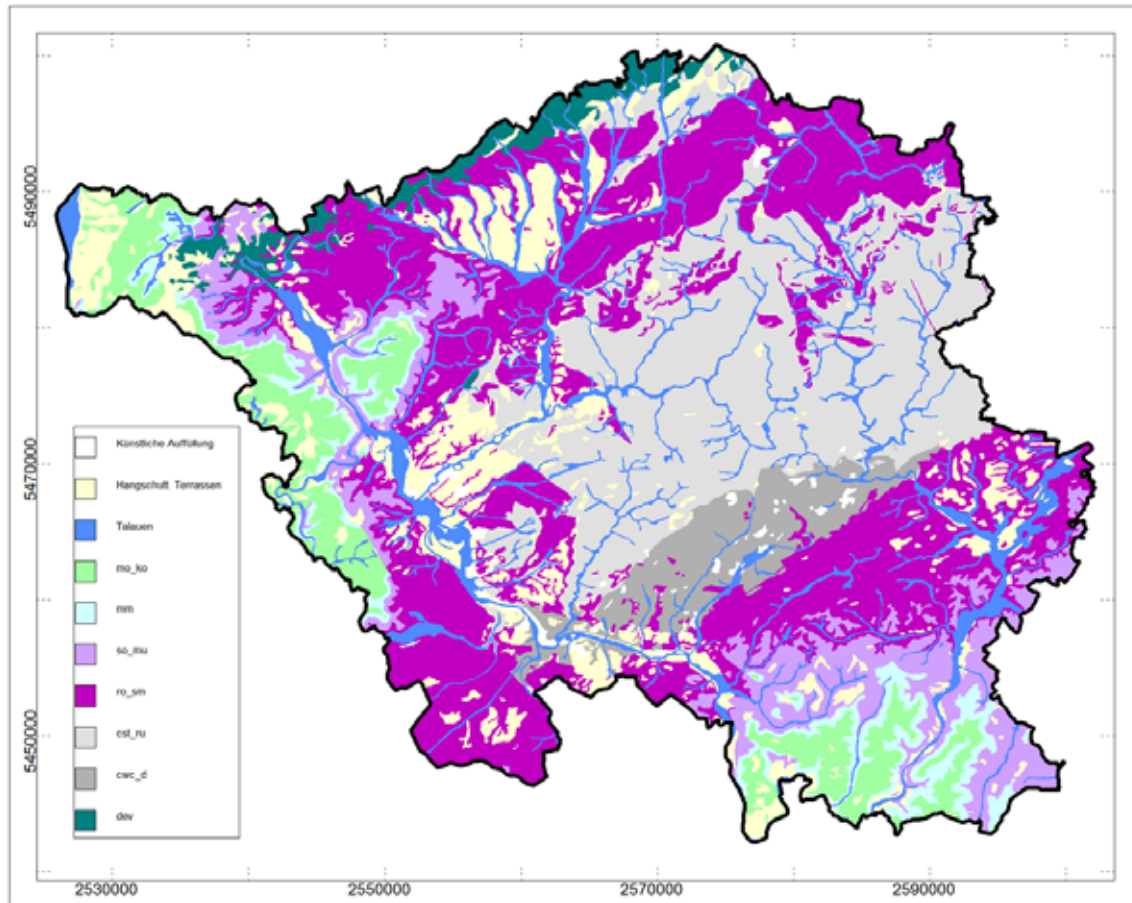 5490000
5470000
5450000
Künstliche Auffüllung
Hangschutt. Terrassen
Talauen
mo_ko
mm
so_mu
ro_sm
cst_ru
cwc_d
dev
2530000
2550000
2570000
2590000